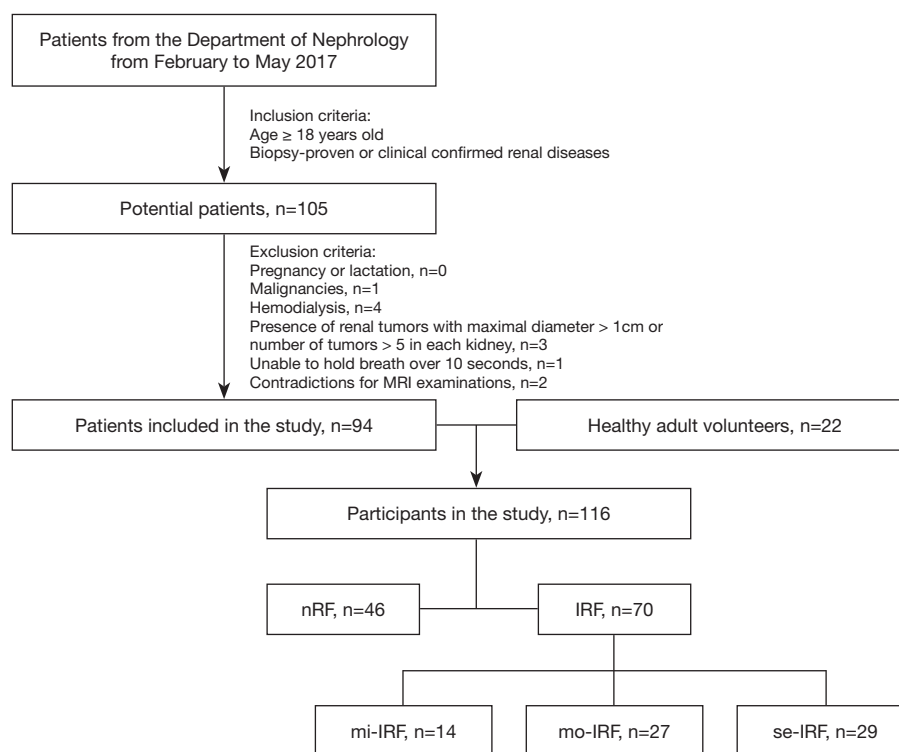 Patients from the Department of Nephrology
from February to May 2017
Inclusion criteria:
Age ≥ 18 years old
Biopsy-proven or clinical confirmed renal diseases
Potential patients, n=105
Exclusion criteria:
Pregnancy or lactation, n=0
Malignancies, n=1
Hemodialysis, n=4
Presence of renal tumors with maximal diameter > 1cm or
number of tumors > 5 in each kidney, n=3
Unable to hold breath over 10 seconds, n=1
Contradictions for MRI examinations, n=2
Patients included in the study, n=94
Healthy adult volunteers, n=22
Participants in the study, n=116
nRF, n=46
IRF, n=70
mi-IRF, n=14
mo-IRF, n=27
se-IRF, n=29